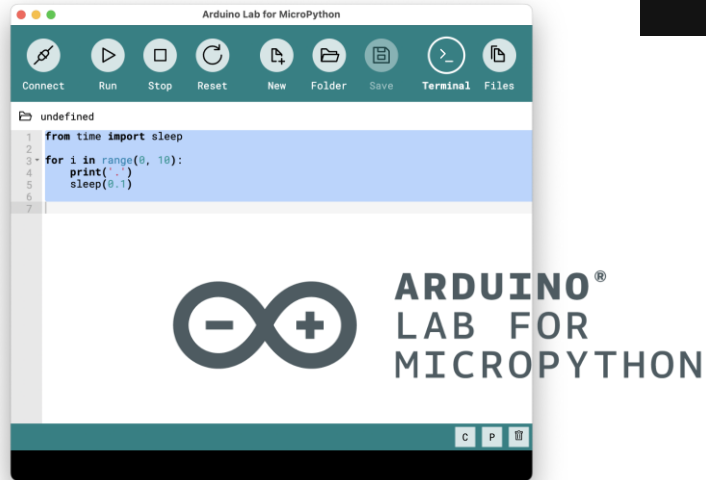 Arduino Lab for MicroPython
Connect Run Stop Reset New Folder Save Terminal Files
undefined
1 from time import sleep
2
3 for i in range(0, 10):
4     print('.')
5     sleep(0.1)
6
7
ARDUINO®
LAB FOR
MICROPYTHON
C P